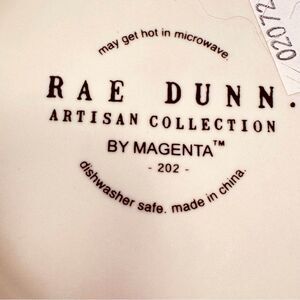 may get hot in microwave.
RAE DUNN.
ARTISAN COLLECTION
BY MAGENTA™
- 202 -
dishwasher safe. made in china.
02072